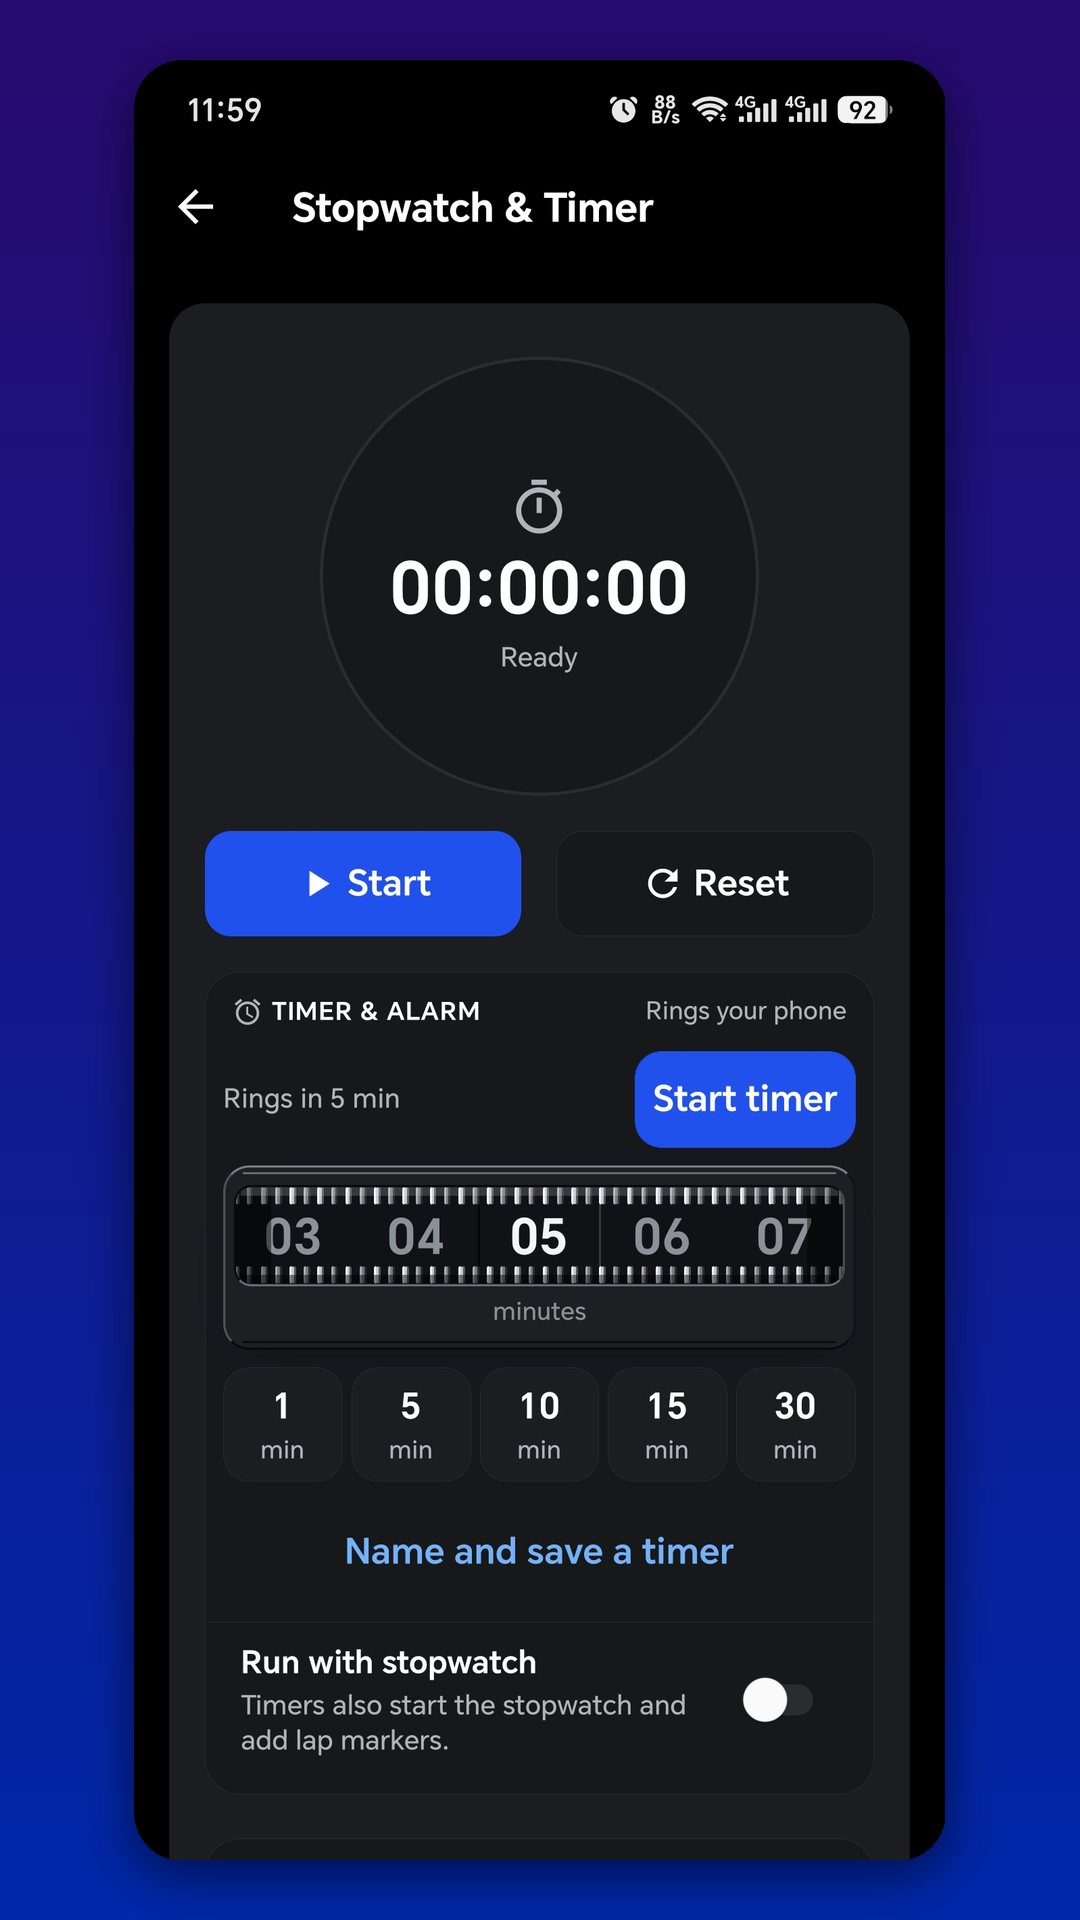 11:59
88
B/s
4G
4G
92
Stopwatch & Timer
00:00:00
Ready
Start
Reset
TIMER & ALARM
Rings your phone
Rings in 5 min
Start timer
03 04 05 06 07
minutes
1 5 10 15 30
min min min min min
Name and save a timer
Run with stopwatch
Timers also start the stopwatch and
add lap markers.